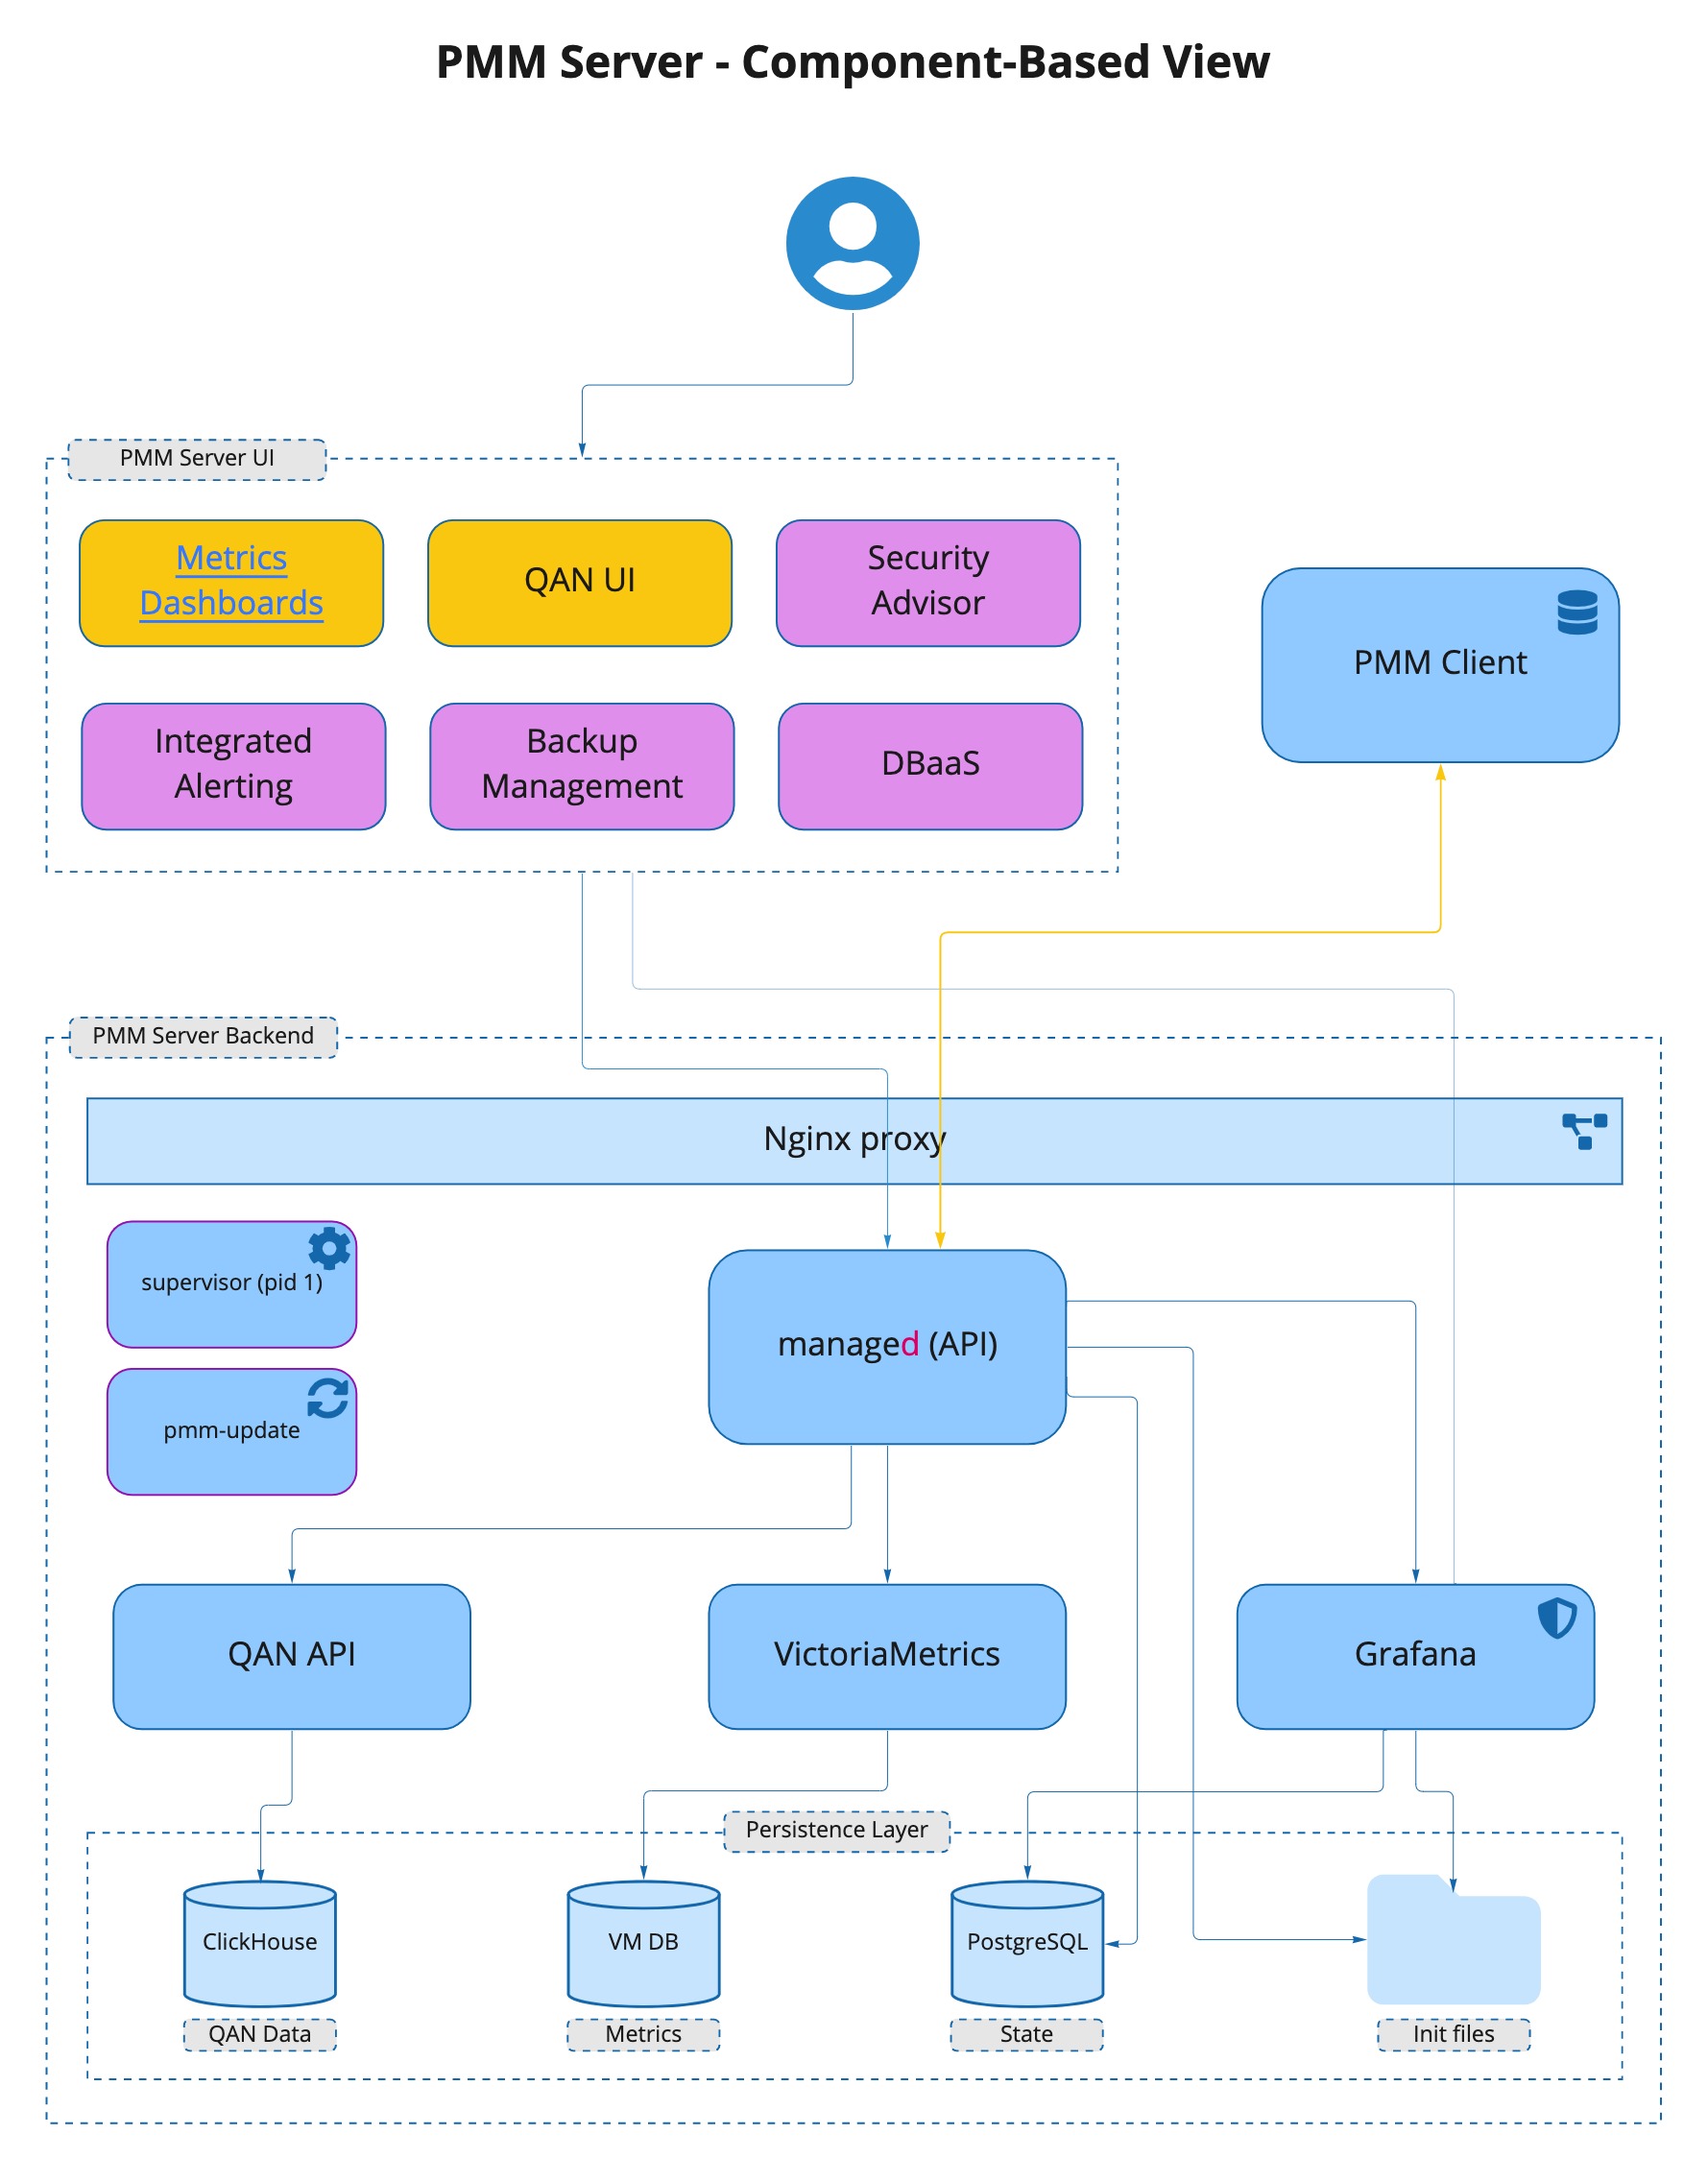 PMM Server - Component-Based View
PMM Server UI
Metrics
Dashboards
QAN UI
Security
Advisor
Integrated
Alerting
Backup
Management
DBaaS
PMM Client
PMM Server Backend
Nginx proxy
supervisor (pid 1)
pmm-update
managed (API)
QAN API
VictoriaMetrics
Grafana
Persistence Layer
ClickHouse
VM DB
PostgreSQL
QAN Data
Metrics
State
Init files